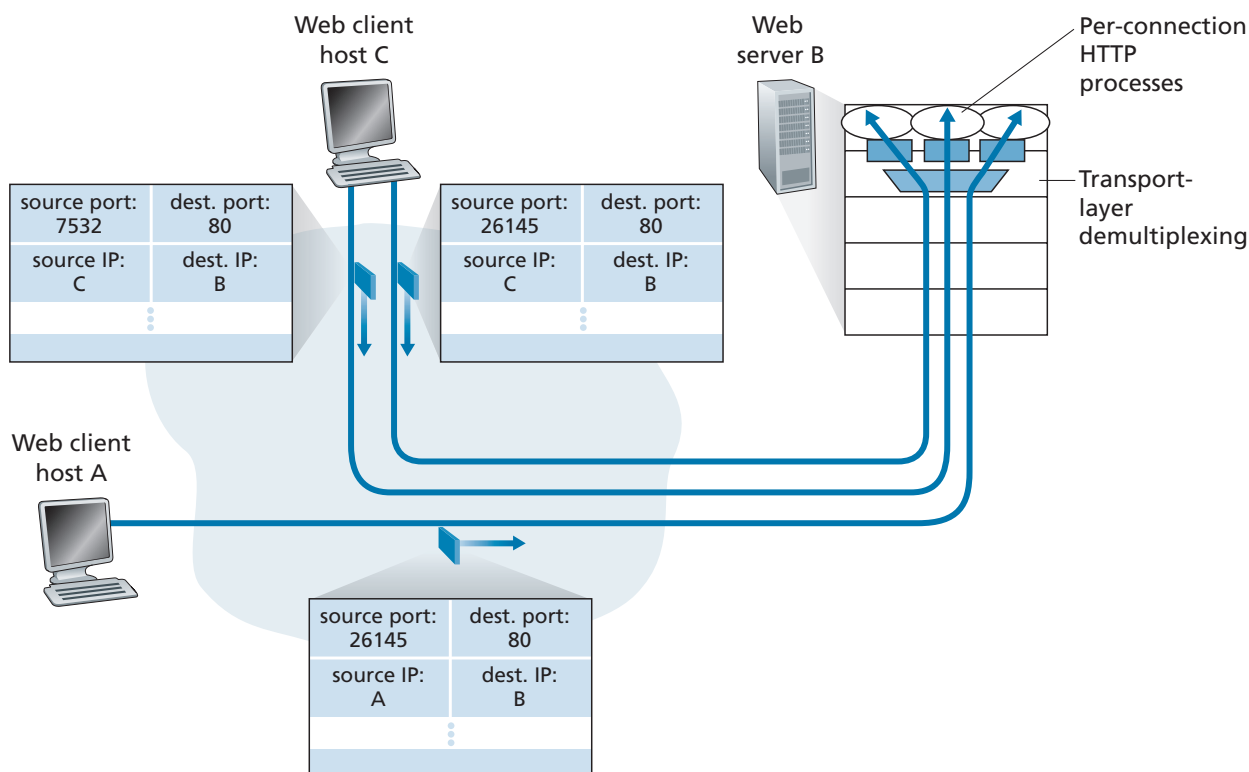 Web client
host C
Web
server B
Per-connection
HTTP
processes
Transport-
layer
demultiplexing
source port:
7532
dest. port:
80
source IP:
C
dest. IP:
B
source port:
26145
dest. port:
80
source IP:
C
dest. IP:
B
Web client
host A
source port:
26145
dest. port:
80
source IP:
A
dest. IP:
B